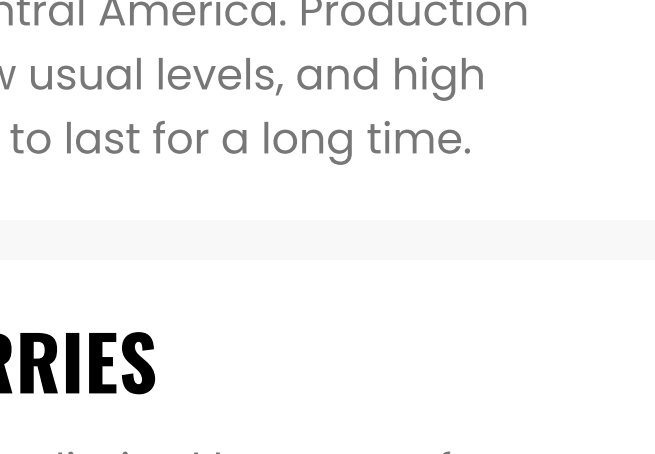 ntral America. Production
w usual levels, and high
to last for a long time.
RRIES